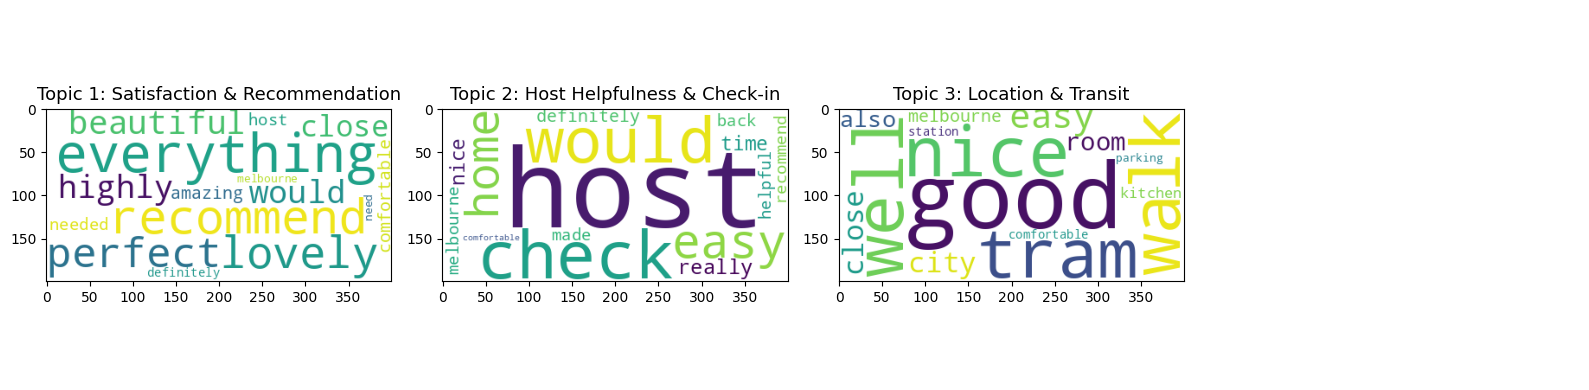 Topic 1: Satisfaction & Recommendation
0
50
100
150
beautiful host close
everything
highly amazing melbourne would need comfortable
needed recommend
perfect lovely
definitely
0 50 100 150 200 250 300 350
Topic 2: Host Helpfulness & Check-in
0
50
100
150
definitely back
nice home would time recommend
host helpful
melbourne comfortable made easy
check really
0 50 100 150 200 250 300 350
Topic 3: Location & Transit
0
50
100
150
also melbourne easy
station
well nice room walk
parking
good kitchen
close comfortable
city tram
0 50 100 150 200 250 300 350